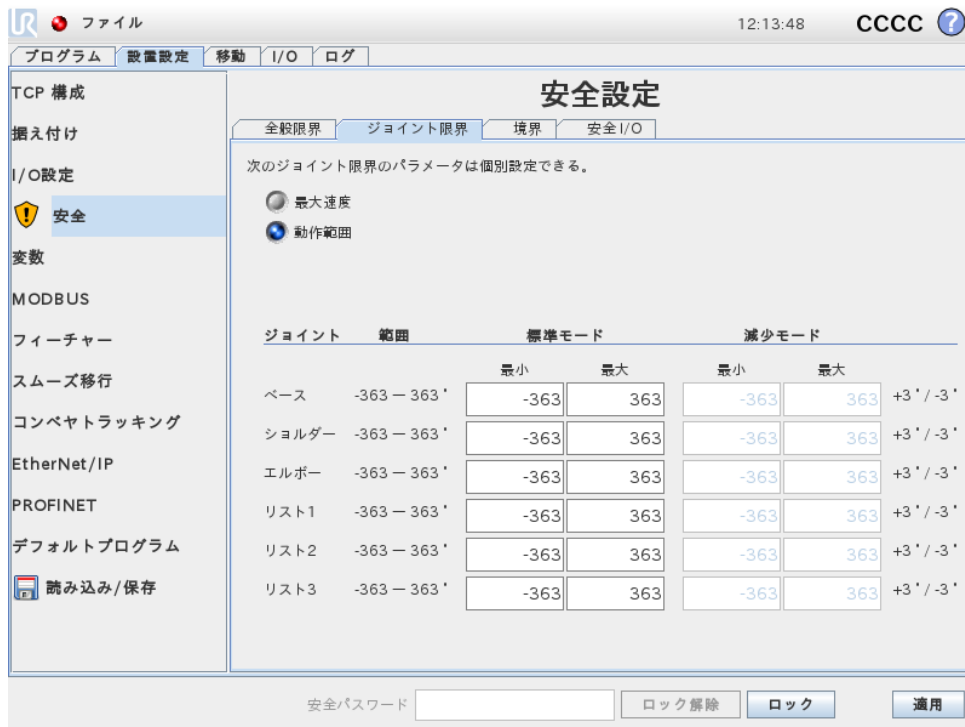 UR ファイル 12:13:48 CCCC ?
プログラム 設置設定 移動 I/O ログ
TCP 構成
据え付け
I/O設定
安全
変数
MODBUS
フィーチャー
スムーズ移行
コンベヤトラッキング
EtherNet/IP
PROFINET
デフォルトプログラム
読み込み/保存
安全設定
全般限界 ジョイント限界 境界 安全I/O
次のジョイント限界のパラメータは個別設定できる。
最大速度
動作範囲
ジョイント 範囲 標準モード 減少モード
最小 最大 最小 最大
ベース -363 — 363 ˚ -363 363 -363 363 +3 ˚ / -3 ˚
ショルダー -363 — 363 ˚ -363 363 -363 363 +3 ˚ / -3 ˚
エルボー -363 — 363 ˚ -363 363 -363 363 +3 ˚ / -3 ˚
リスト1 -363 — 363 ˚ -363 363 -363 363 +3 ˚ / -3 ˚
リスト2 -363 — 363 ˚ -363 363 -363 363 +3 ˚ / -3 ˚
リスト3 -363 — 363 ˚ -363 363 -363 363 +3 ˚ / -3 ˚
安全パスワード ロック解除 ロック 適用